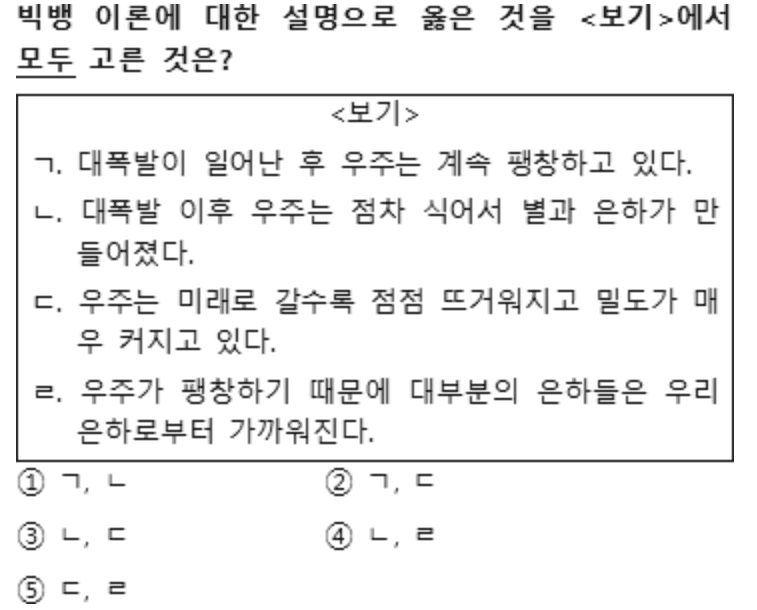 빅뱅 이론에 대한 설명으로 옳은 것을 <보기>에서
모두 고른 것은?
<보기>
ㄱ. 대폭발이 일어난 후 우주는 계속 팽창하고 있다.
ㄴ. 대폭발 이후 우주는 점차 식어서 별과 은하가 만
들어졌다.
ㄷ. 우주는 미래로 갈수록 점점 뜨거워지고 밀도가 매
우 커지고 있다.
ㄹ. 우주가 팽창하기 때문에 대부분의 은하들은 우리
은하로부터 가까워진다.
① ㄱ, ㄴ ② ㄱ, ㄷ
③ ㄴ, ㄷ ④ ㄴ, ㄹ
⑤ ㄷ, ㄹ